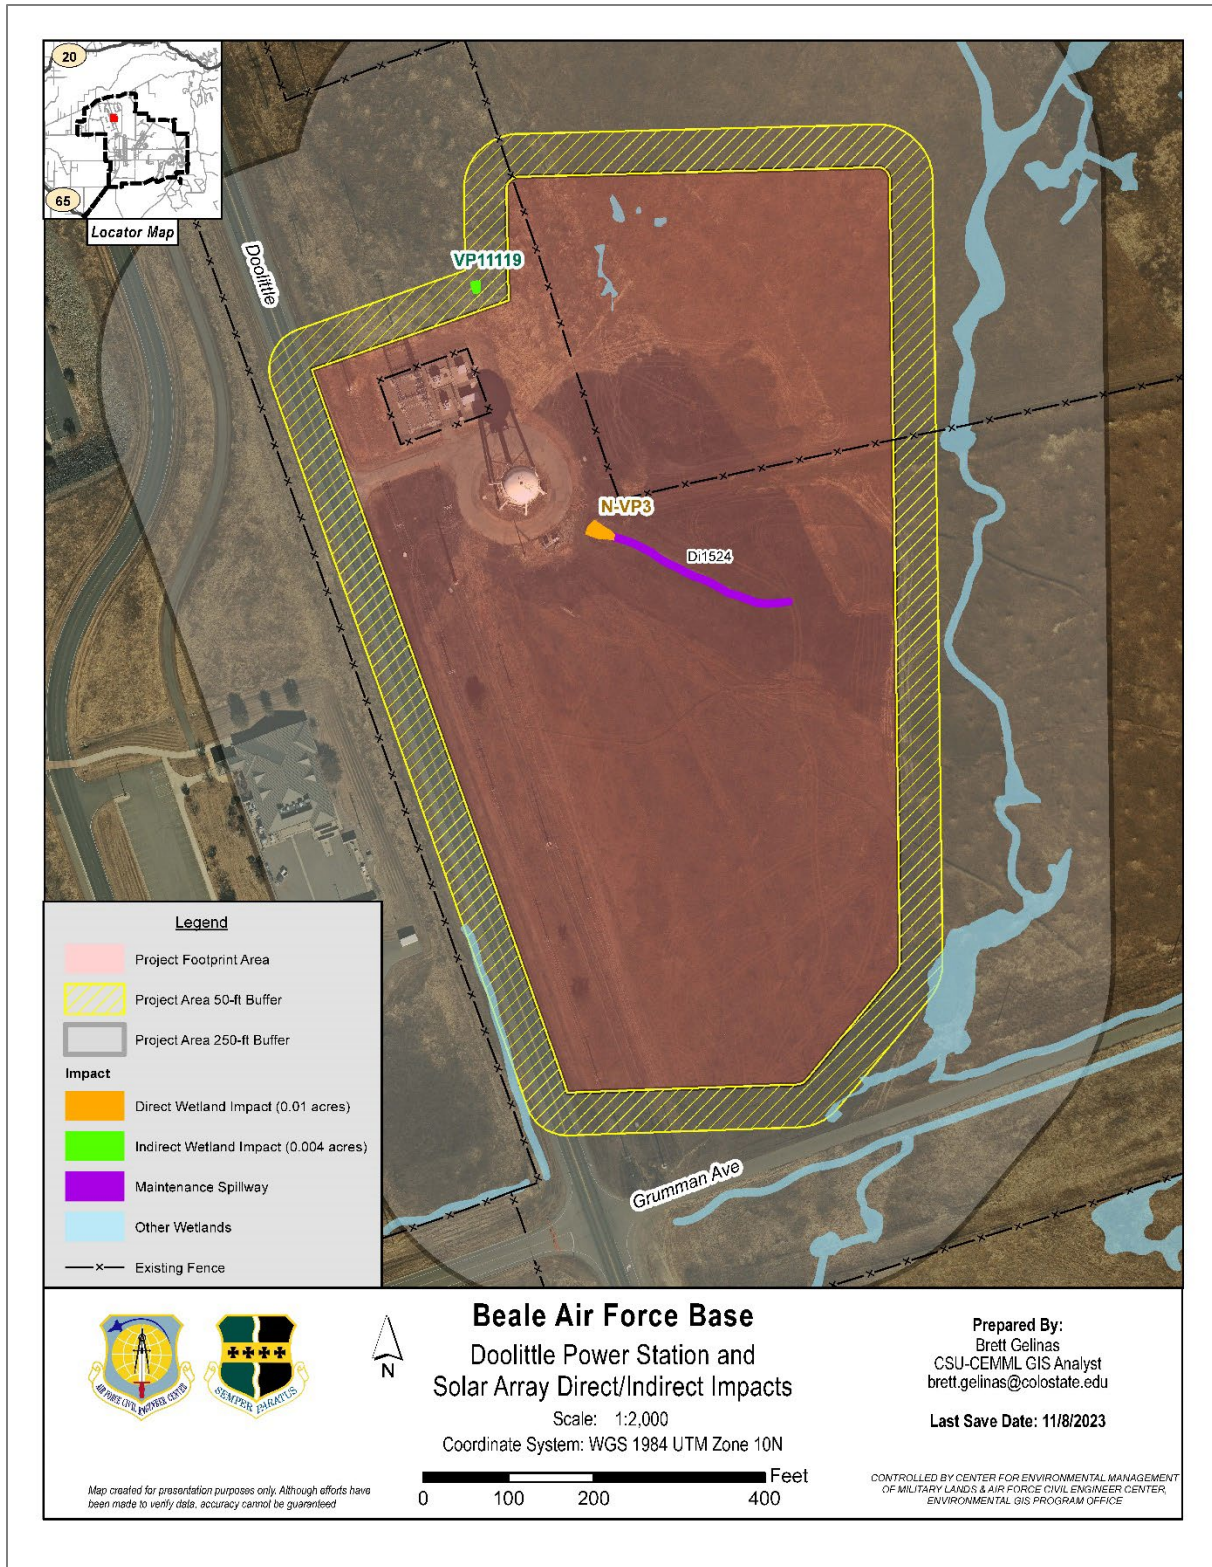 20
65
Locator Map
Doolittle
VP11119
N-VP3
Di1524
Grumman Ave
Legend
Project Footprint Area
Project Area 50-ft Buffer
Project Area 250-ft Buffer
Impact
Direct Wetland Impact (0.01 acres)
Indirect Wetland Impact (0.004 acres)
Maintenance Spillway
Other Wetlands
Existing Fence
AIR FORCE CIVIL ENGINEER CENTER
SEMPER PARATUS
N
Beale Air Force Base
Doolittle Power Station and
Solar Array Direct/Indirect Impacts
Scale: 1:2,000
Coordinate System: WGS 1984 UTM Zone 10N
Feet
0 100 200 400
Map created for presentation purposes only. Although efforts have
been made to verify data, accuracy cannot be guaranteed
Prepared By:
Brett Gelinas
CSU-CEMML GIS Analyst
brett.gelinas@colostate.edu
Last Save Date: 11/8/2023
CONTROLLED BY CENTER FOR ENVIRONMENTAL MANAGEMENT
OF MILITARY LANDS & AIR FORCE CIVIL ENGINEER CENTER,
ENVIRONMENTAL GIS PROGRAM OFFICE